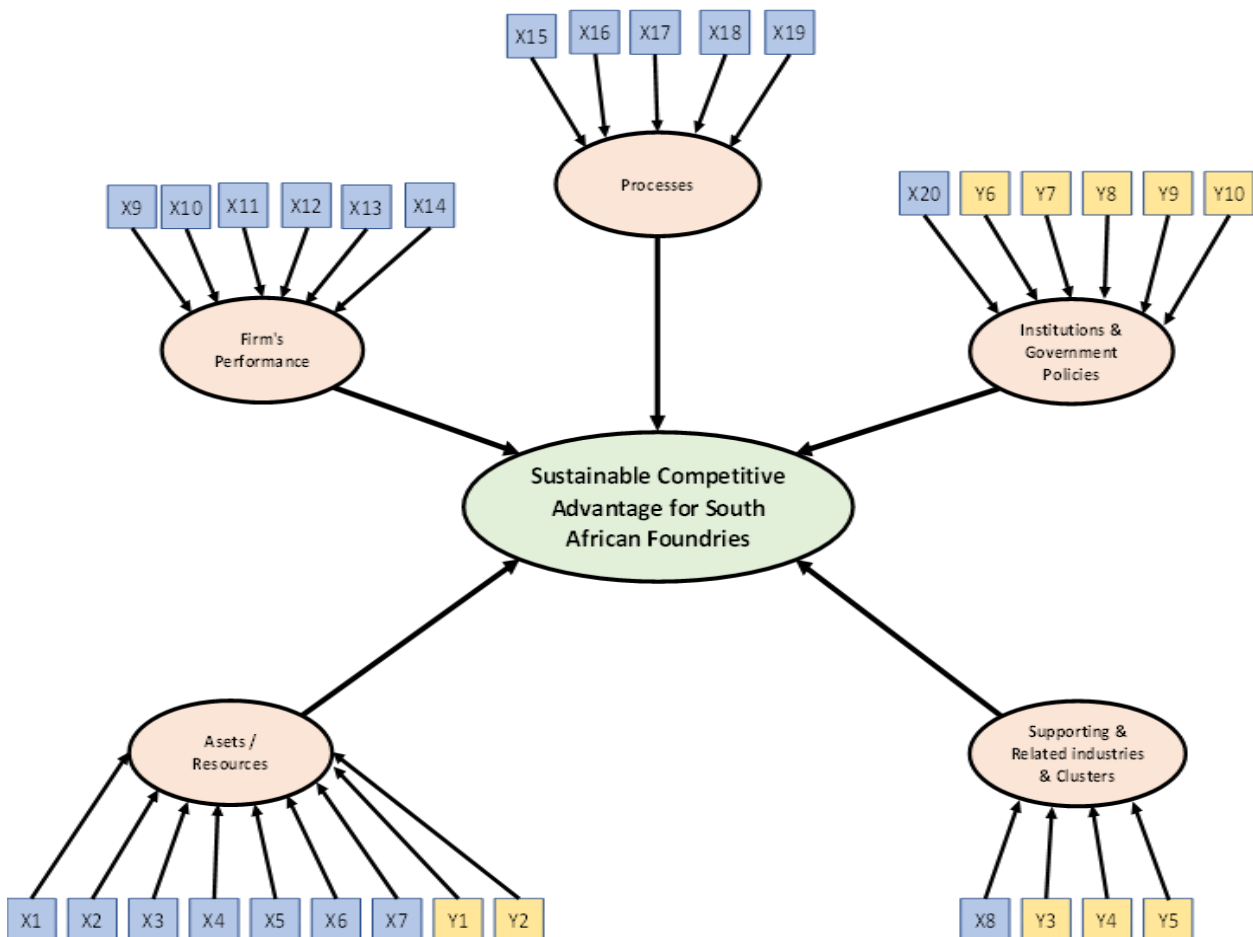 X15
X16
X17
X18
X19
Processes
X9
X10
X11
X12
X13
X14
X20
Y6
Y7
Y8
Y9
Y10
Firm's
Performance
Institutions &
Government
Policies
Sustainable Competitive
Advantage for South
African Foundries
Asets /
Resources
Supporting &
Related industries
& Clusters
X1
X2
X3
X4
X5
X6
X7
Y1
Y2
X8
Y3
Y4
Y5